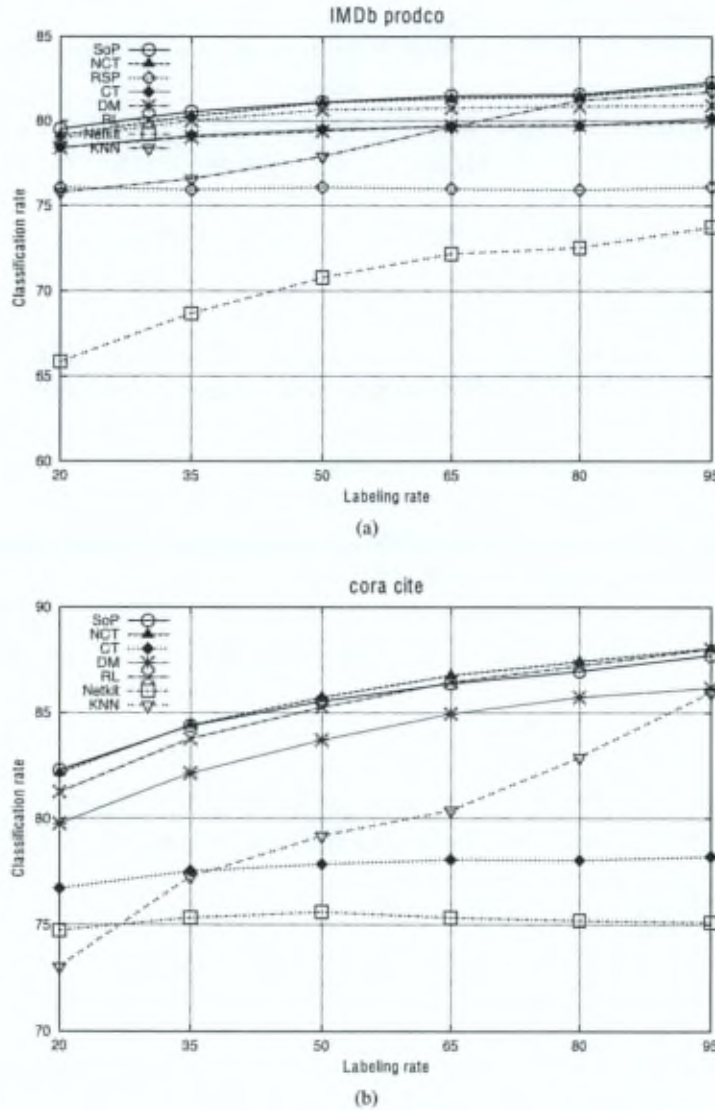 IMDb prodco
85
80
75
70
65
60
Classification rate
SoP
NCT
RSP
CT
DM
RL
Netkit
KNN
20 35 50 65 80 95
Labeling rate
(a)
cora cite
90
85
80
75
70
Classification rate
SoP
NCT
CT
DM
RL
Netkit
KNN
20 35 50 65 80 95
Labeling rate
(b)